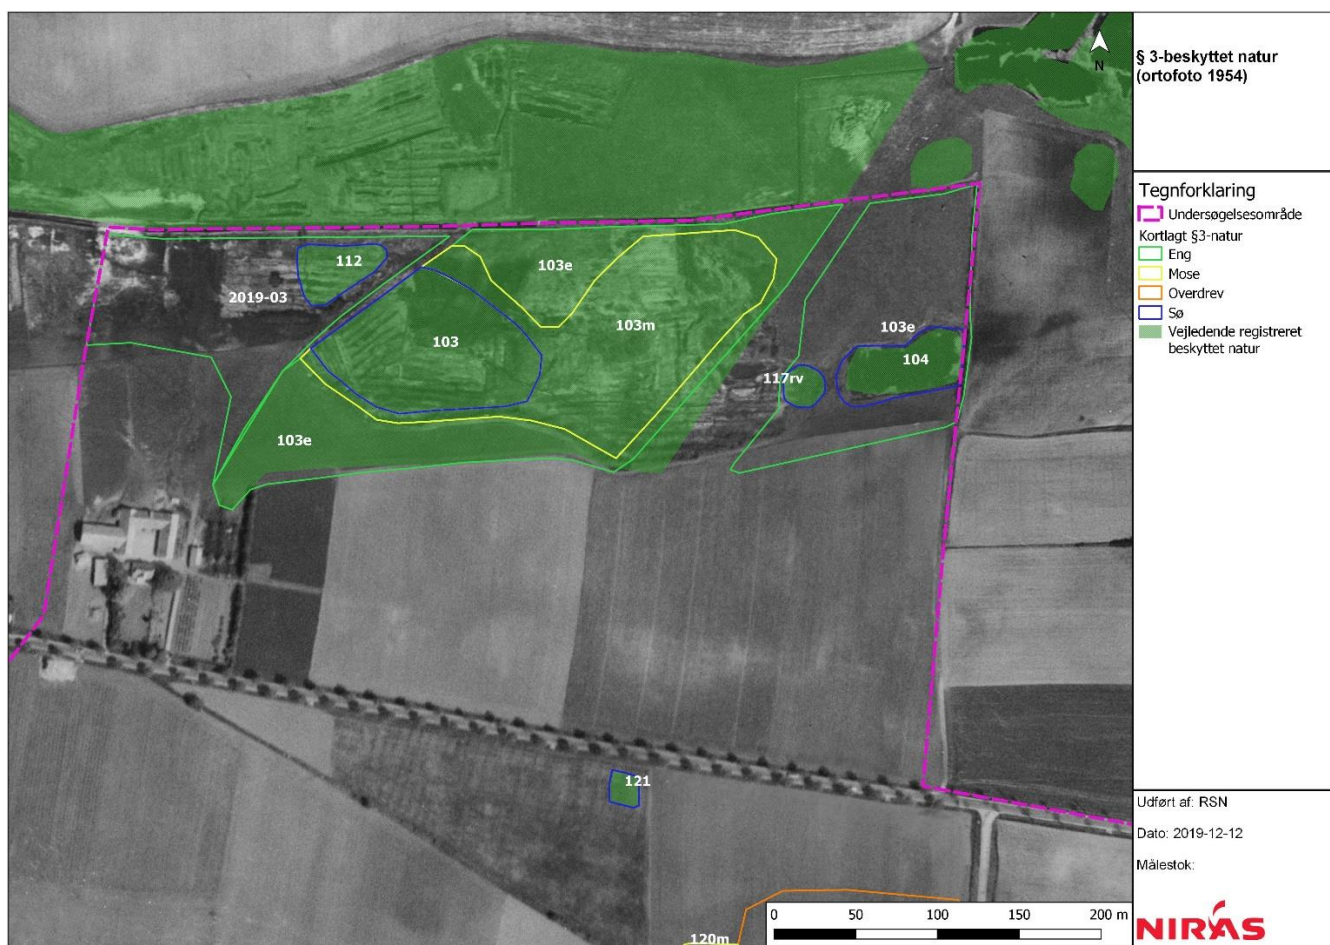 § 3-beskyttet natur
(ortofoto 1954)
N
Tegnforklaring
Undersøgelsesområde
Kortlagt §3-natur
Eng
Mose
Overdrev
Sø
Vejledende registreret
beskyttet natur
112
2019-03
103e
103m
103
103e
104
117rv
103e
121
120m
0 50 100 150 200 m
Udført af: RSN
Dato: 2019-12-12
Målestok:
NIRAS